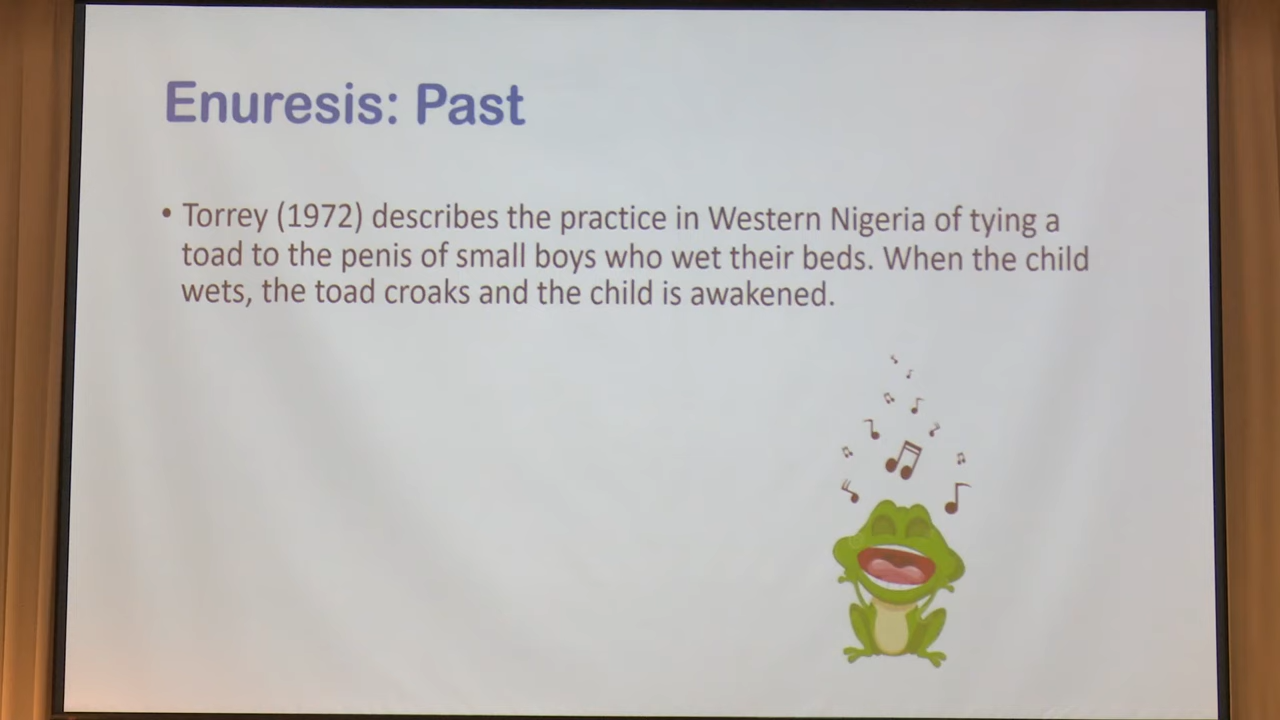 Enuresis: Past
• Torrey (1972) describes the practice in Western Nigeria of tying a
toad to the penis of small boys who wet their beds. When the child
wets, the toad croaks and the child is awakened.